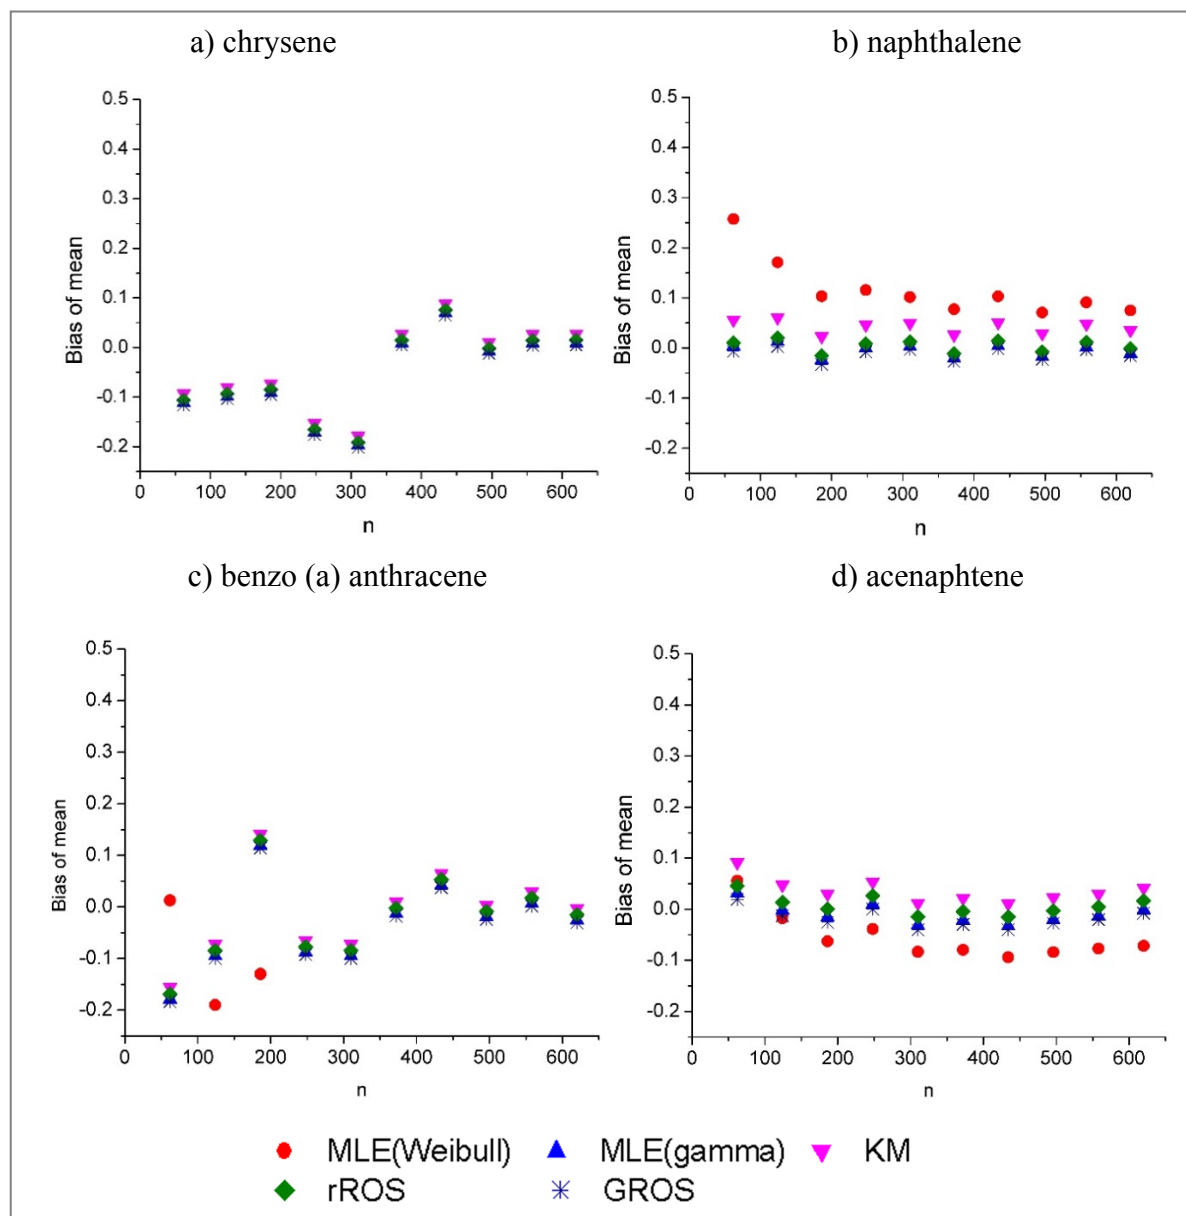 a) chrysene
b) naphthalene
0.5
0.4
0.3
0.2
0.1
0.0
-0.1
-0.2
Bias of mean
0 100 200 300 400 500 600
n
0.5
0.4
0.3
0.2
0.1
0.0
-0.1
-0.2
Bias of mean
0 100 200 300 400 500 600
n
c) benzo (a) anthracene
d) acenaphtene
0.5
0.4
0.3
0.2
0.1
0.0
-0.1
-0.2
Bias of mean
0 100 200 300 400 500 600
n
0.5
0.4
0.3
0.2
0.1
0.0
-0.1
-0.2
Bias of mean
0 100 200 300 400 500 600
n
MLE(Weibull) MLE(gamma) KM
rROS GROS